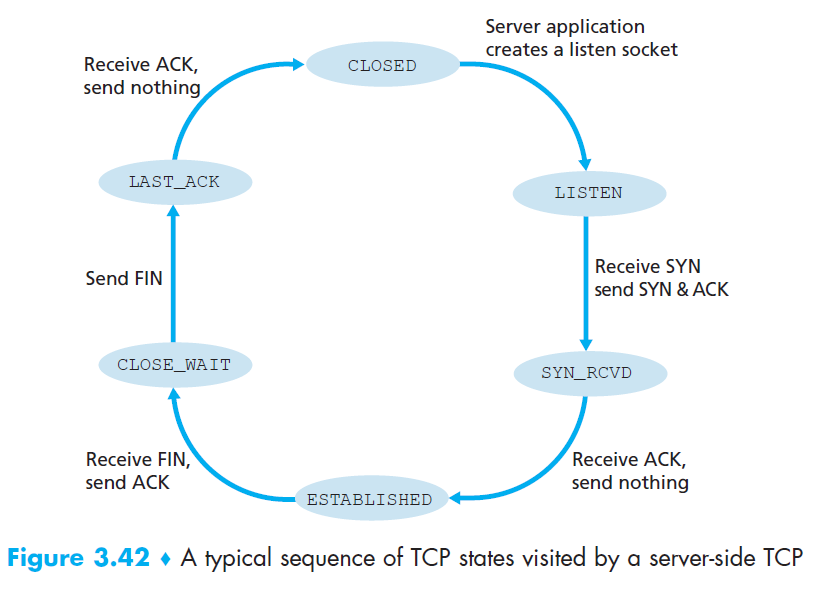 Server application
creates a listen socket
Receive ACK,
send nothing
CLOSED
LAST_ACK
LISTEN
Send FIN
Receive SYN
send SYN & ACK
CLOSE_WAIT
SYN_RCVD
Receive FIN,
send ACK
Receive ACK,
send nothing
ESTABLISHED
Figure 3.42 ♦ A typical sequence of TCP states visited by a server-side TCP